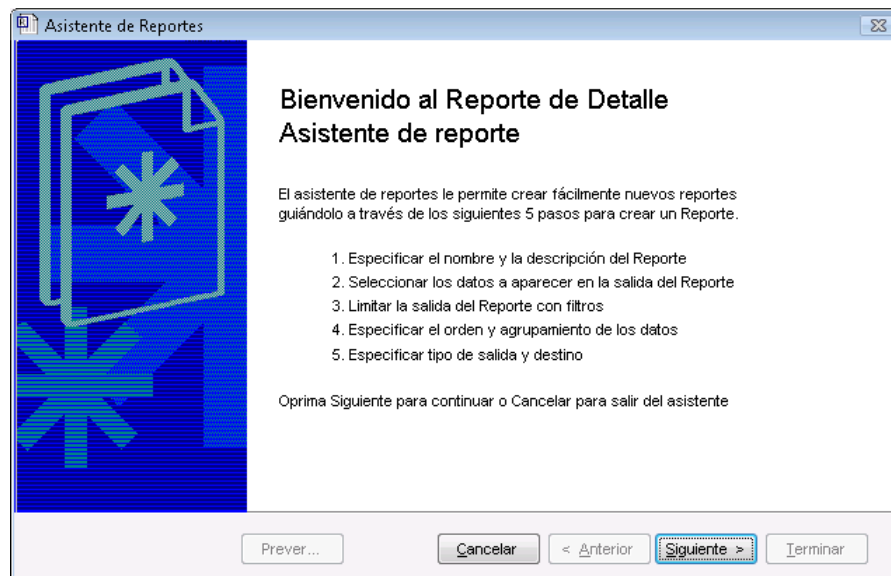 Asistente de Reportes
Bienvenido al Reporte de Detalle
Asistente de reporte
El asistente de reportes le permite crear fácilmente nuevos reportes
guiándolo a través de los siguientes 5 pasos para crear un Reporte.
1. Especificar el nombre y la descripción del Reporte
2. Seleccionar los datos a aparecer en la salida del Reporte
3. Limitar la salida del Reporte con filtros
4. Especificar el orden y agrupamiento de los datos
5. Especificar tipo de salida y destino
Oprima Siguiente para continuar o Cancelar para salir del asistente
Prever... Cancelar < Anterior Siguiente > Terminar